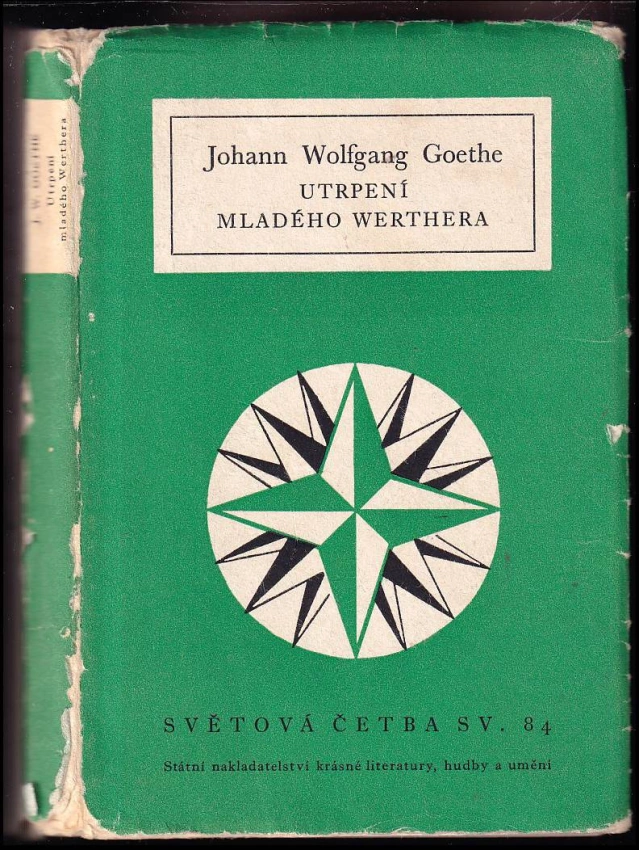 Johann Wolfgang Goethe
UTRPENÍ
MLADÉHO WERTHERA
SVĚTOVÁ ČETBA SV. 84
Státní nakladatelství krásné literatury, hudby a umění
J. W. GOETHE
Utrpení
mladého Werthera